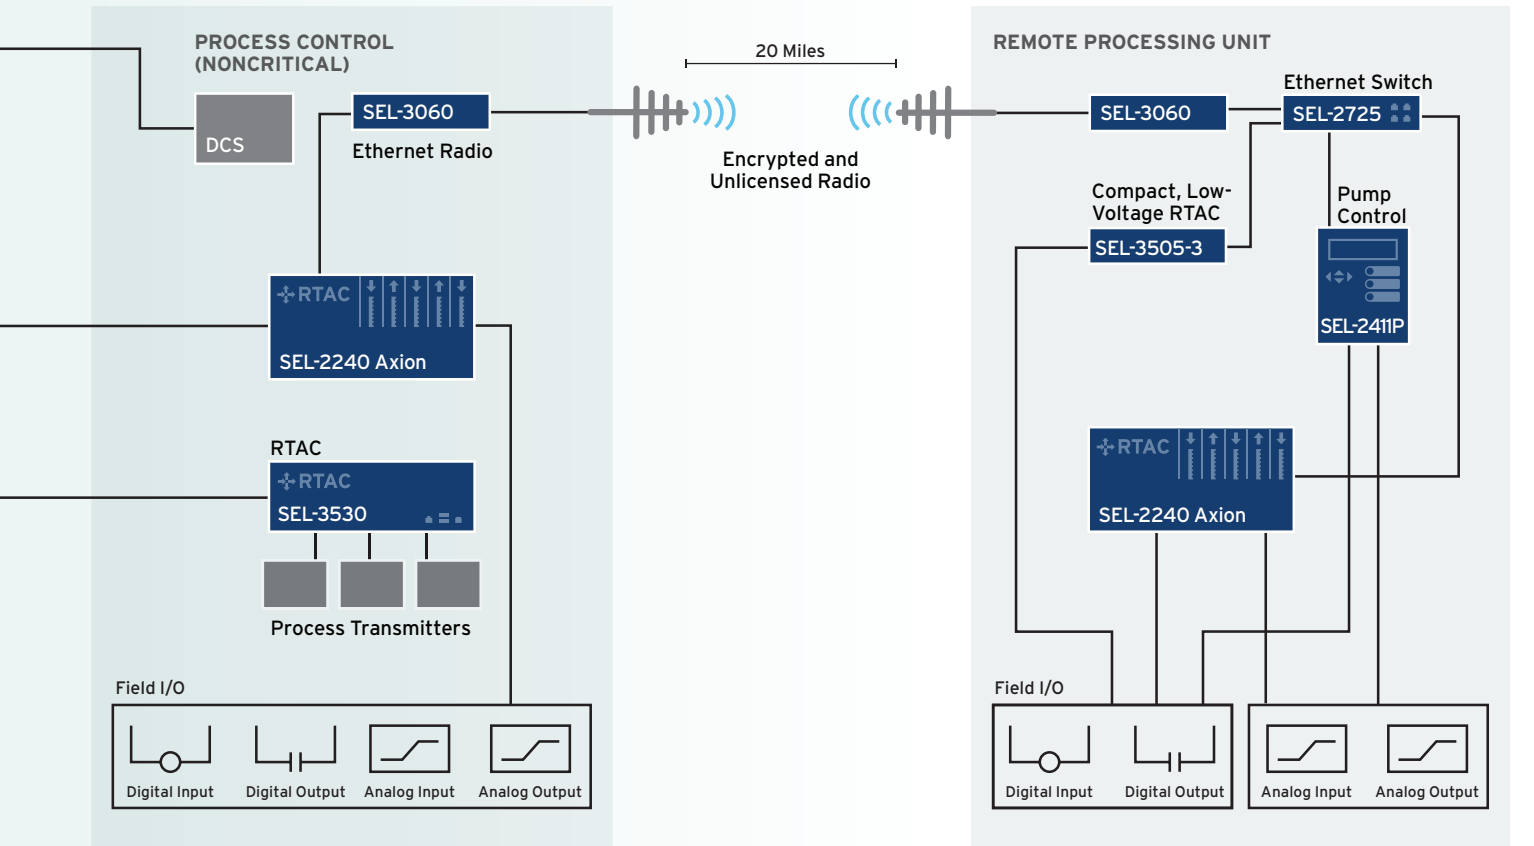 PROCESS CONTROL
(NONCRITICAL)
DCS
SEL-3060
Ethernet Radio
RTAC
SEL-2240 Axion
RTAC
RTAC
SEL-3530
Process Transmitters
Field I/O
Digital Input
Digital Output
Analog Input
Analog Output
20 Miles
Encrypted and
Unlicensed Radio
REMOTE PROCESSING UNIT
Ethernet Switch
SEL-3060
SEL-2725
Compact, Low-
Voltage RTAC
SEL-3505-3
Pump
Control
SEL-2411P
RTAC
SEL-2240 Axion
Field I/O
Digital Input
Digital Output
Analog Input
Analog Output